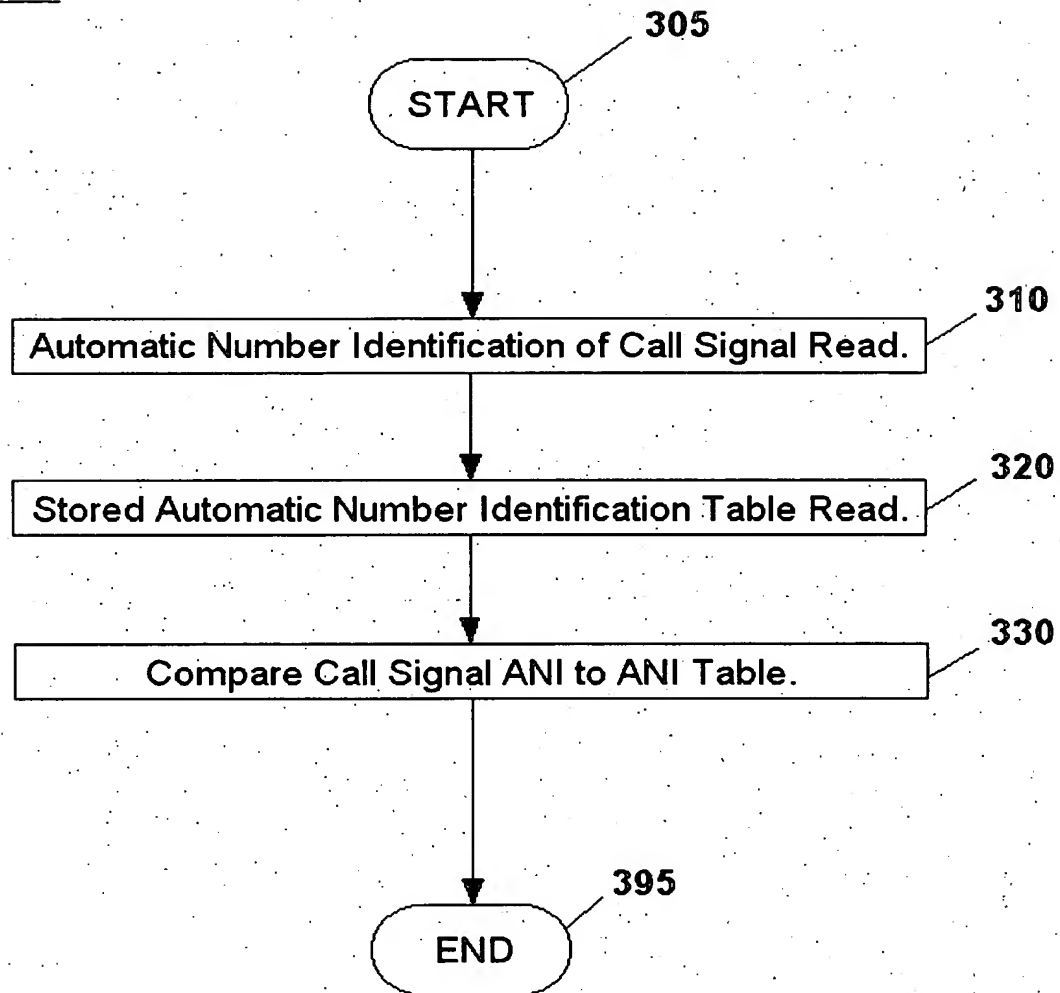 305
START
310
Automatic Number Identification of Call Signal Read.
320
Stored Automatic Number Identification Table Read.
330
Compare Call Signal ANI to ANI Table.
395
END